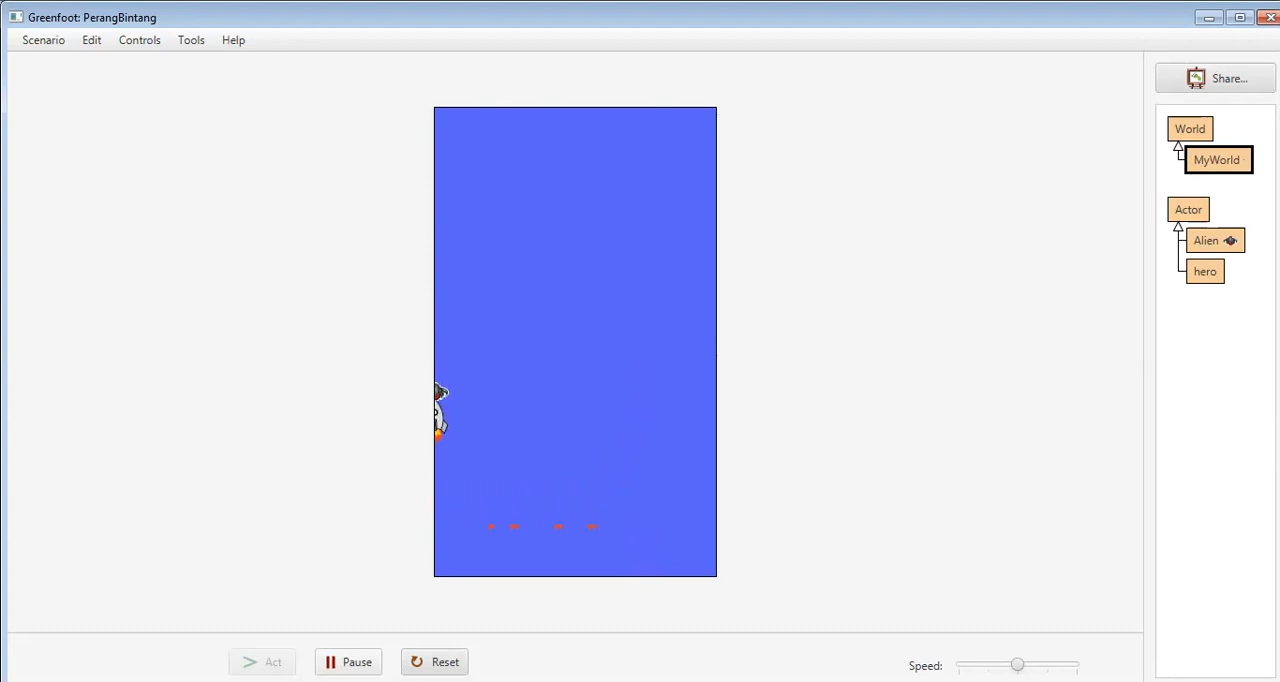 Greenfoot: PerangBintang
Scenario Edit Controls Tools Help
Share...
World
MyWorld
Actor
Alien
hero
Act Pause Reset Speed: